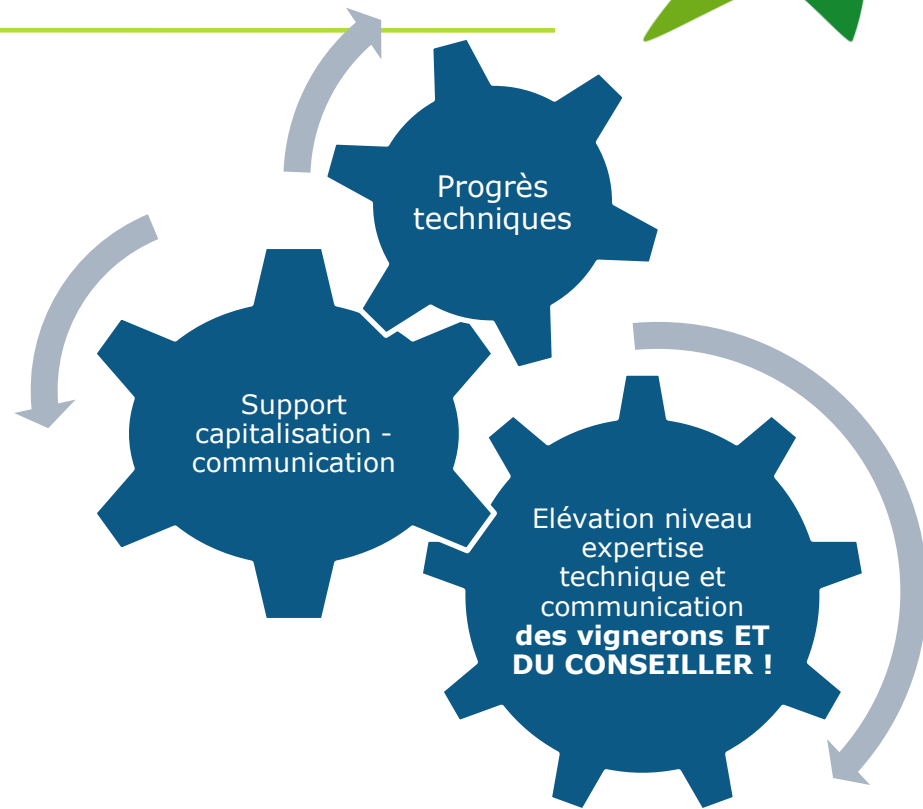 Progrès
techniques
Support
capitalisation -
communication
Elévation niveau
expertise
technique et
communication
des vignerons ET
DU CONSEILLER !